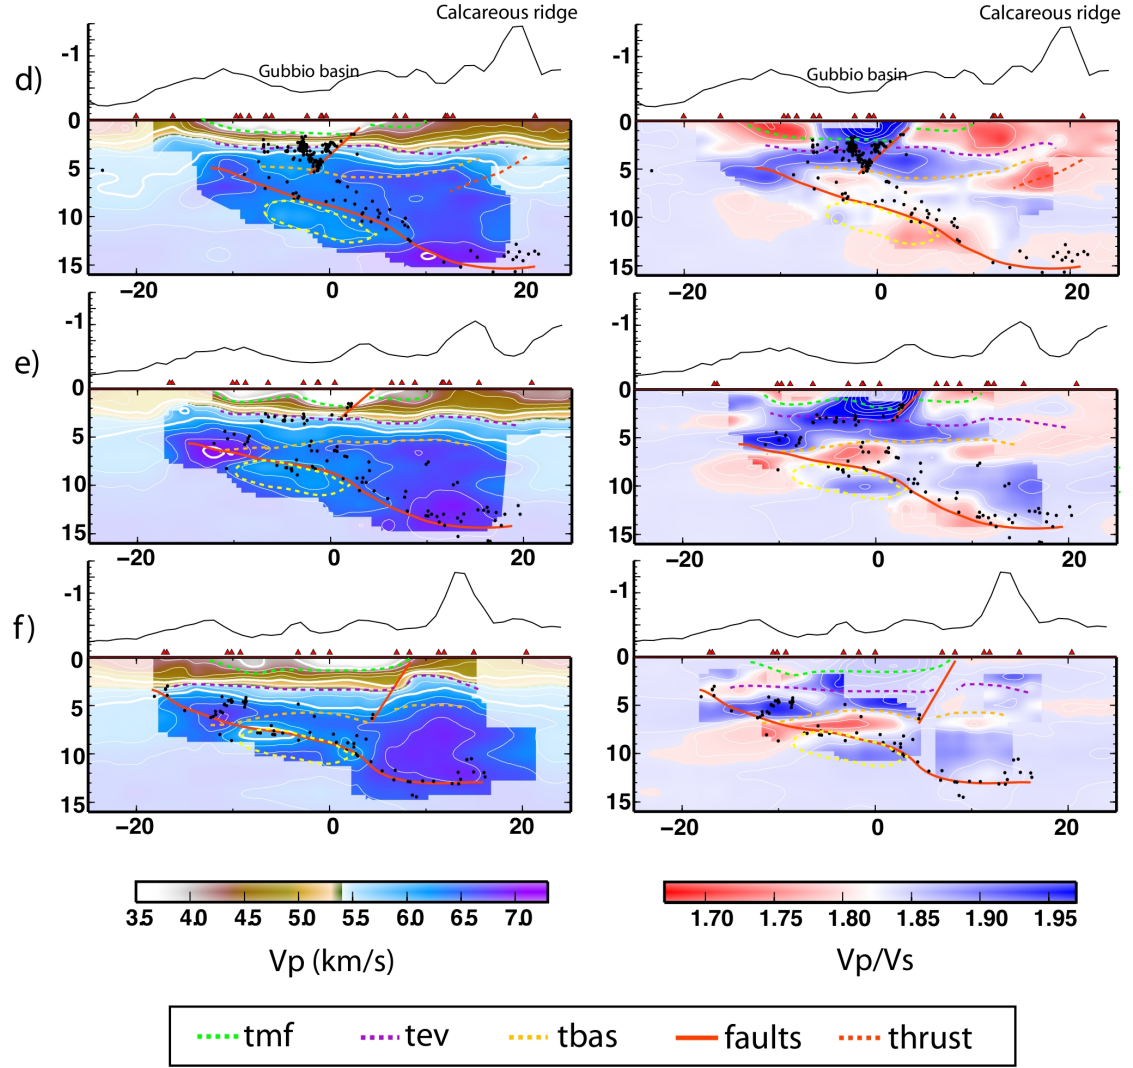 Calcareous ridge Calcareous ridge
-1 -1
d) Gubbio basin Gubbio basin
0 0
5 5
10 10
15 15
−20 0 20 −20 0 20
-1 -1
e)
0 0
5 5
10 10
15 15
−20 0 20 −20 0 20
-1 -1
f)
0 0
5 5
10 10
15 15
−20 0 20 −20 0 20
3.5 4.0 4.5 5.0 5.5 6.0 6.5 7.0 1.70 1.75 1.80 1.85 1.90 1.95
Vp (km/s) Vp/Vs
tmf tev tbas faults thrust